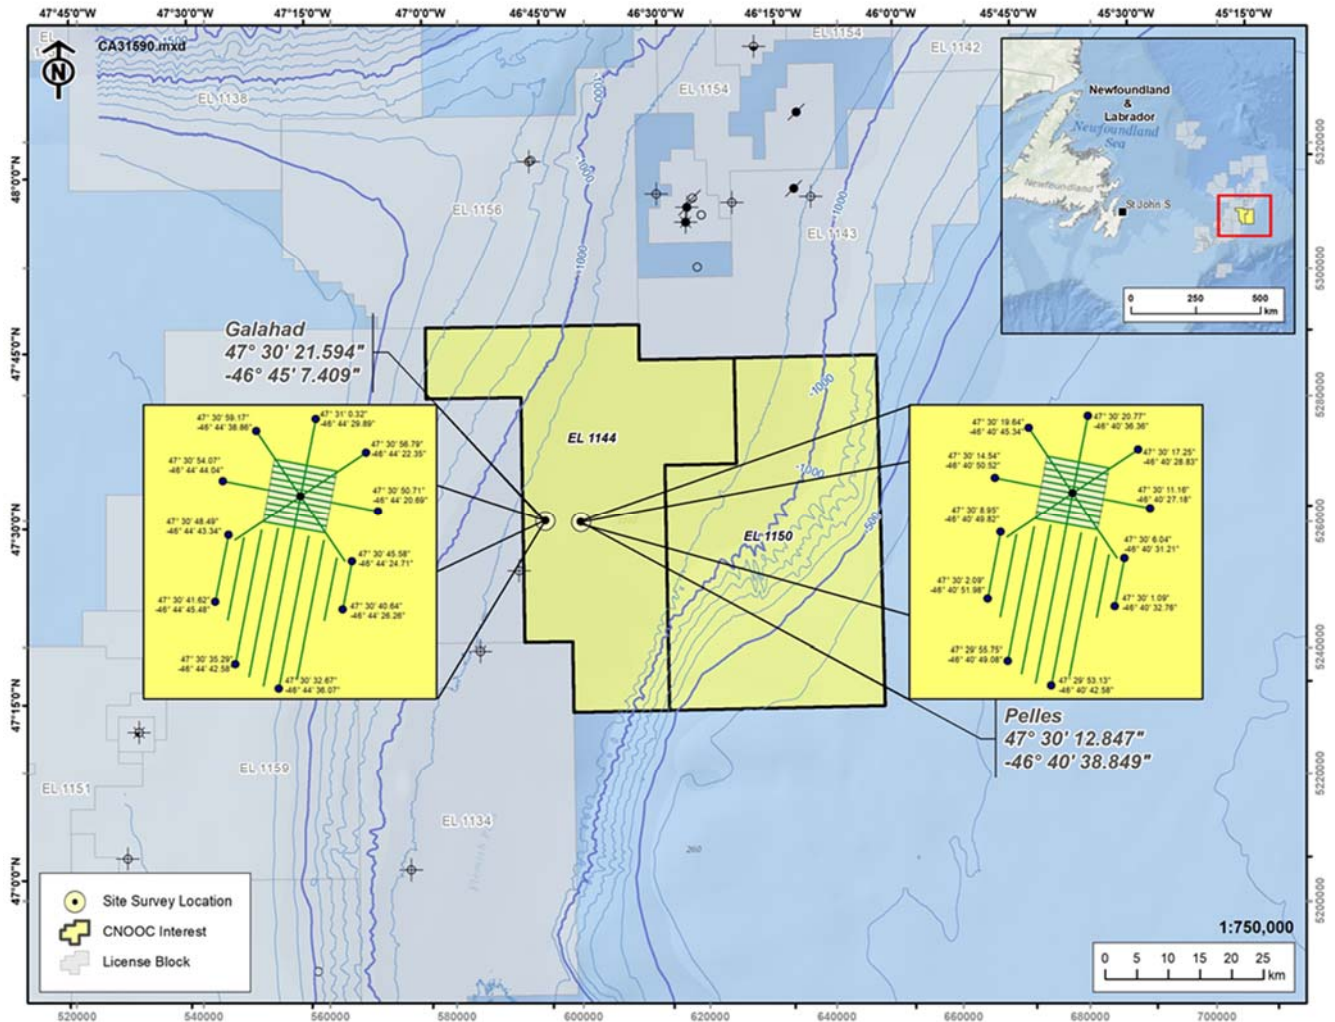 47°45'0"W
47°30'0"W
47°15'0"W
47°0'0"W
46°45'0"W
46°30'0"W
46°15'0"W
46°0'0"W
45°45'0"W
45°30'0"W
45°15'0"W
CA31590.mxd
N
EL
1500
EL 1138
EL 1154
EL 1154
EL 1142
EL 1156
EL 1143
-1000
-1000
-1000
-1000
Newfoundland
&
Labrador
Newfoundland
Sea
Newfoundland
St John S
0 250 500
km
48°0'0"N
47°45'0"N
47°30'0"N
47°15'0"N
47°0'0"N
5320000
5300000
5280000
5260000
5240000
5220000
5200000
Galahad
47° 30' 21.594"
-46° 45' 7.409"
47° 30' 59.17"
-46° 44' 38.86"
47° 31' 0.32"
-46° 44' 29.89"
47° 30' 56.79"
-46° 44' 22.35"
47° 30' 54.07"
-46° 44' 44.04"
47° 30' 50.71"
-46° 44' 20.69"
47° 30' 48.49"
-46° 44' 43.34"
47° 30' 45.58"
-46° 44' 24.71"
47° 30' 41.62"
-46° 44' 45.48"
47° 30' 40.64"
-46° 44' 26.26"
47° 30' 35.29"
-46° 44' 42.58
47° 30' 32.67"
-46° 44' 36.07"
EL 1144
EL 1150
-1000
-1000
-500
47° 30' 19.64"
-46° 40' 45.34"
47° 30' 20.77"
-46° 40' 36.36"
47° 30' 17.25"
-46° 40' 28.83"
47° 30' 14.54"
-46° 40' 50.52"
47° 30' 11.16"
-46° 40' 27.18"
47° 30' 8.95"
-46° 40' 49.82"
47° 30' 6.04"
-46° 40' 31.21"
47° 30' 2.09"
-46° 40' 51.98"
47° 30' 1.09"
-46° 40' 32.76"
47° 29' 55.75"
-46° 40' 49.08"
47° 29' 53.13"
-46° 40' 42.58"
Pelles
47° 30' 12.847"
-46° 40' 38.849"
EL 1151
EL 1159
EL 1134
260
Site Survey Location
CNOOC Interest
License Block
1:750,000
0 5 10 15 20 25
km
520000
540000
560000
580000
600000
620000
640000
660000
680000
700000